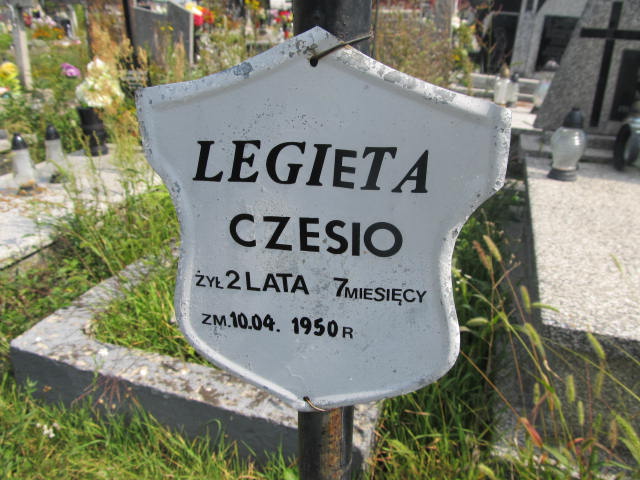 LEGIETA
CZESIO
ŻYŁ 2 LATA 7 MIESIĘCY
ZM. 10.04. 1950 R